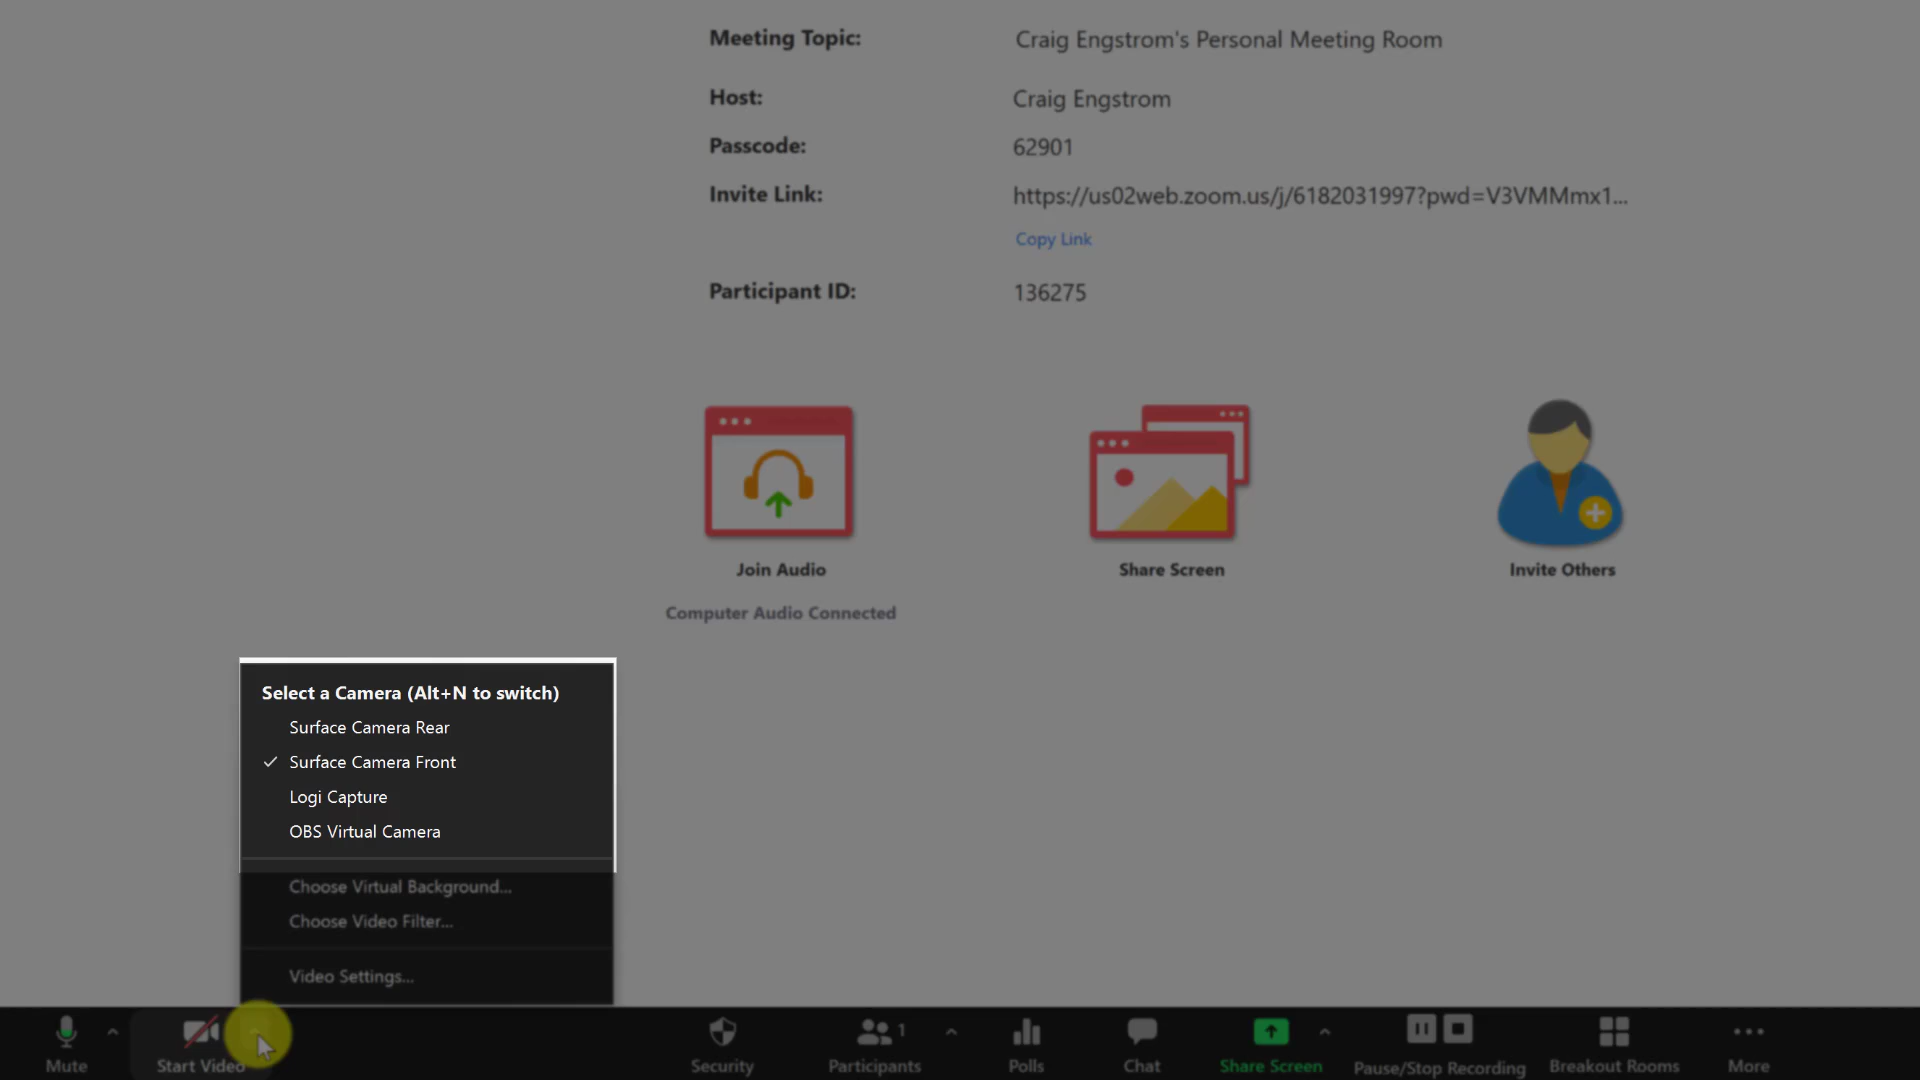 Meeting Topic: Craig Engstrom's Personal Meeting Room
Host: Craig Engstrom
Passcode: 62901
Invite Link: https://us02web.zoom.us/j/6182031997?pwd=V3VMMmx1...
Copy Link
Participant ID: 136275
Join Audio
Share Screen
Invite Others
Computer Audio Connected
Select a Camera (Alt+N to switch)
Surface Camera Rear
Surface Camera Front
Logi Capture
OBS Virtual Camera
Choose Virtual Background...
Choose Video Filter...
Video Settings...
1
Mute
Start Video
Security
Participants
Polls
Chat
Share Screen
Pause/Stop Recording
Breakout Rooms
More